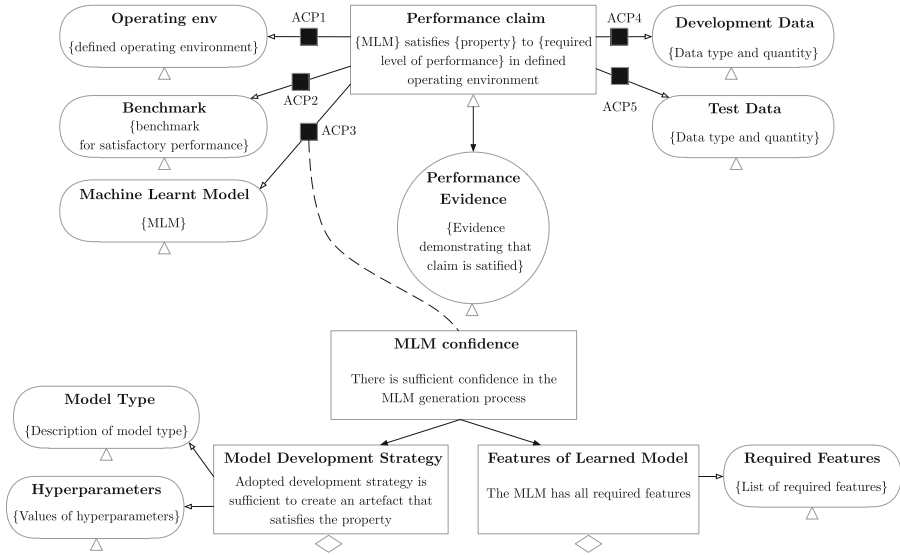 Operating env
{defined operating environment}
ACP1
Performance claim
{MLM} satisfies {property} to {required
level of performance} in defined
operating environment
ACP4
Development Data
{Data type and quantity}
Benchmark
{benchmark
for satisfactory performance}
ACP2
ACP5
Test Data
{Data type and quantity}
ACP3
Machine Learnt Model
{MLM}
Performance
Evidence
{Evidence
demonstrating that
claim is satified}
MLM confidence
There is sufficient confidence in the
MLM generation process
Model Type
{Description of model type}
Hyperparameters
{Values of hyperparameters}
Model Development Strategy
Adopted development strategy is
sufficient to create an artefact that
satisfies the property
Features of Learned Model
The MLM has all required features
Required Features
{List of required features}